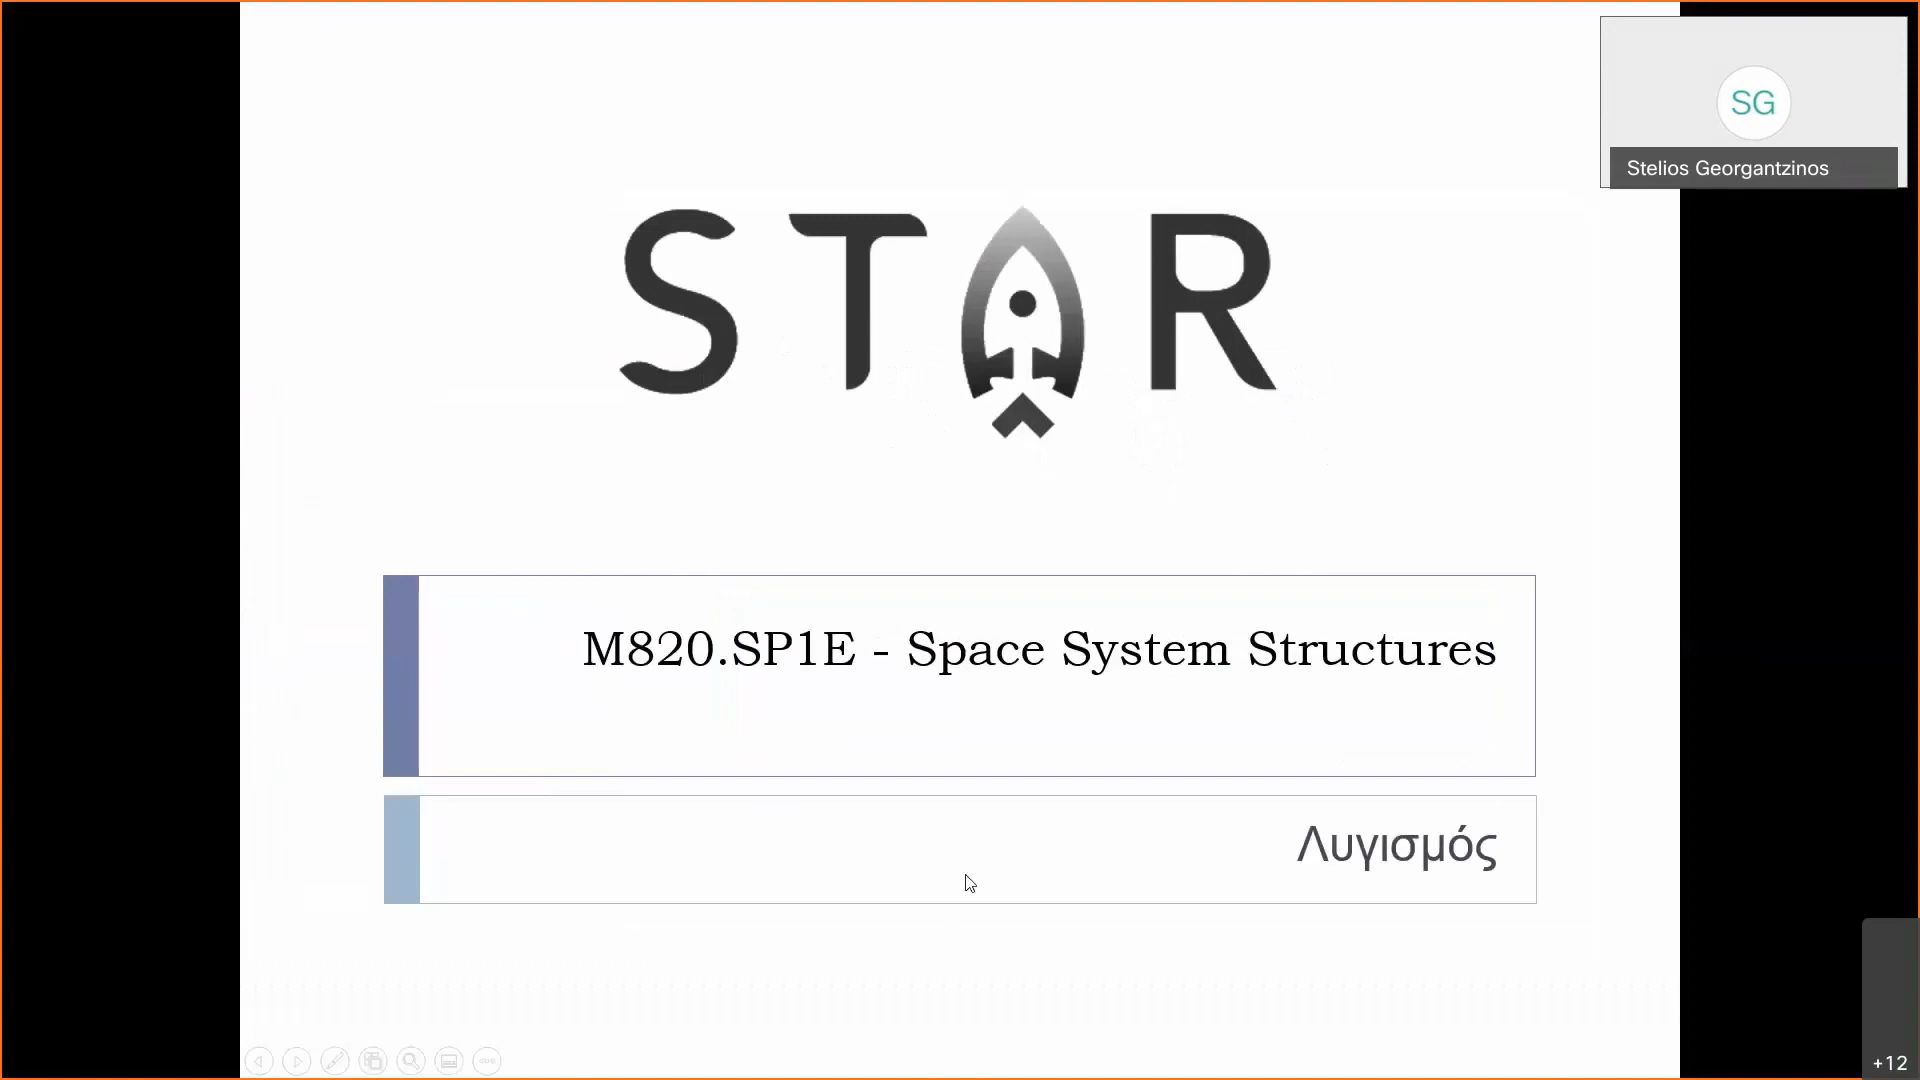 SG
Stelios Georgantzinos
STAR
M820.SP1E - Space System Structures
Λυγισμός
+12